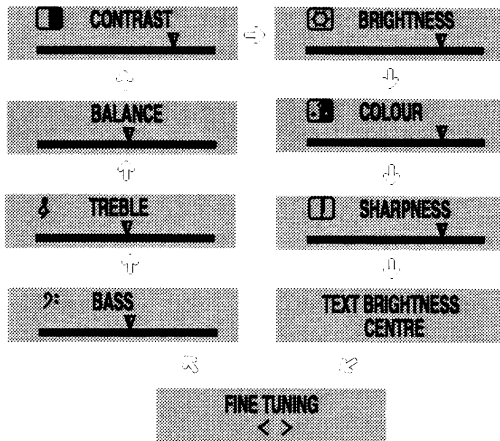 CONTRAST
BRIGHTNESS
BALANCE
COLOUR
TREBLE
SHARPNESS
BASS
TEXT BRIGHTNESS
CENTRE
FINE TUNING
< >